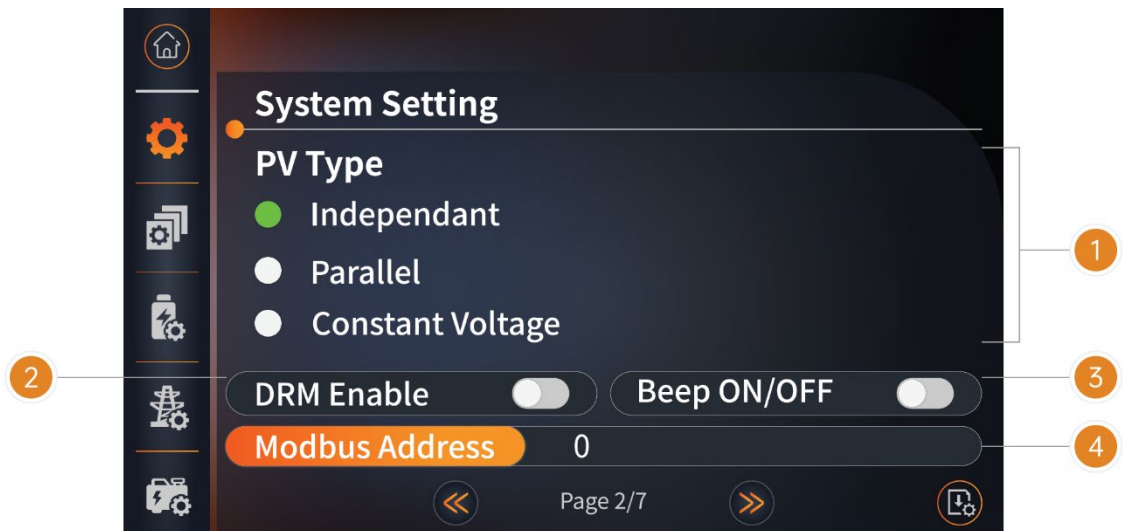 System Setting
PV Type
Independant
1
Parallel
Constant Voltage
2
DRM Enable
Beep ON/OFF
3
Modbus Address 0
4
Page 2/7